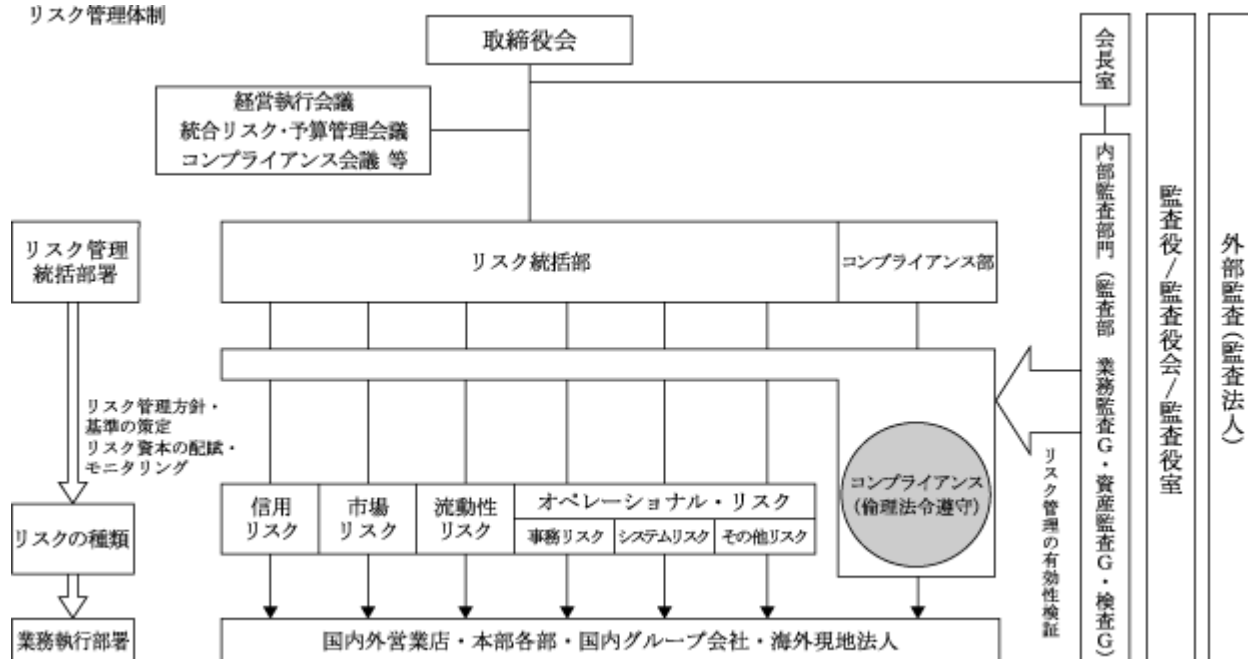 リスク管理体制
取締役会
会長室
経営執行会議
統合リスク・予算管理会議
コンプライアンス会議 等
リスク管理
統括部署
リスク統括部
コンプライアンス部
内部監査部門(監査部 業務監査G・資産監査G・検査G)
監査役/監査役会/監査役室
外部監査(監査法人)
リスク管理方針・
基準の策定
リスク資本の配賦・
モニタリング
リスク管理の有効性検証
コンプライアンス
(倫理法令遵守)
リスクの種類
信用
リスク
市場
リスク
流動性
リスク
オペレーショナル・リスク
事務リスク
システムリスク
その他リスク
業務執行部署
国内外営業店・本部各部・国内グループ会社・海外現地法人